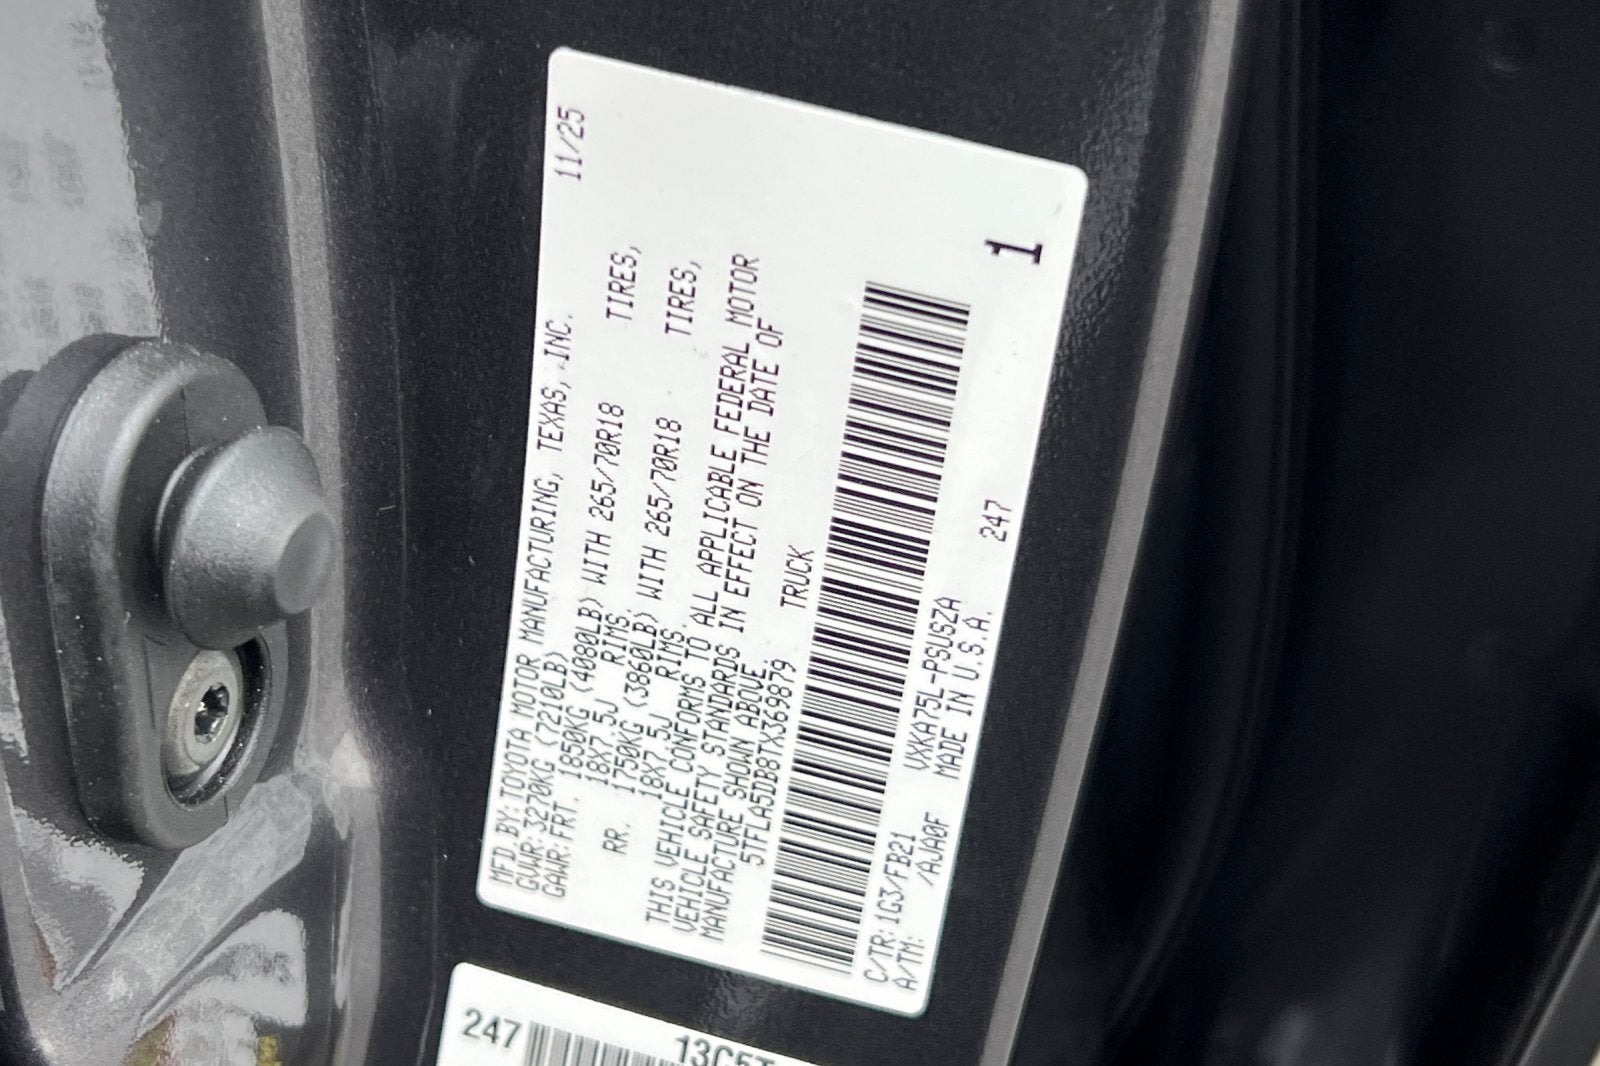 MFD.BY:TOYOTA MOTOR MANUFACTURING, TEXAS, INC. 11/25
GVWR:3270KG (7210LB)
GAWR:FRT. 1850KG (4080LB) WITH 265/70R18 TIRES,
18X7.5J RIMS.
RR. 1750KG (3860LB) WITH 265/70R18 TIRES,
18X7.5J RIMS.
THIS VEHICLE CONFORMS TO ALL APPLICABLE FEDERAL MOTOR
VEHICLE SAFETY STANDARDS IN EFFECT ON THE DATE OF
MANUFACTURE SHOWN ABOVE.
5TFLA5DB8TX369879 TRUCK
C/TR:1G3/FB21 VXKA75L-PSUSZA
A/TM: /AJA0F MADE IN U.S.A. 247 1
247